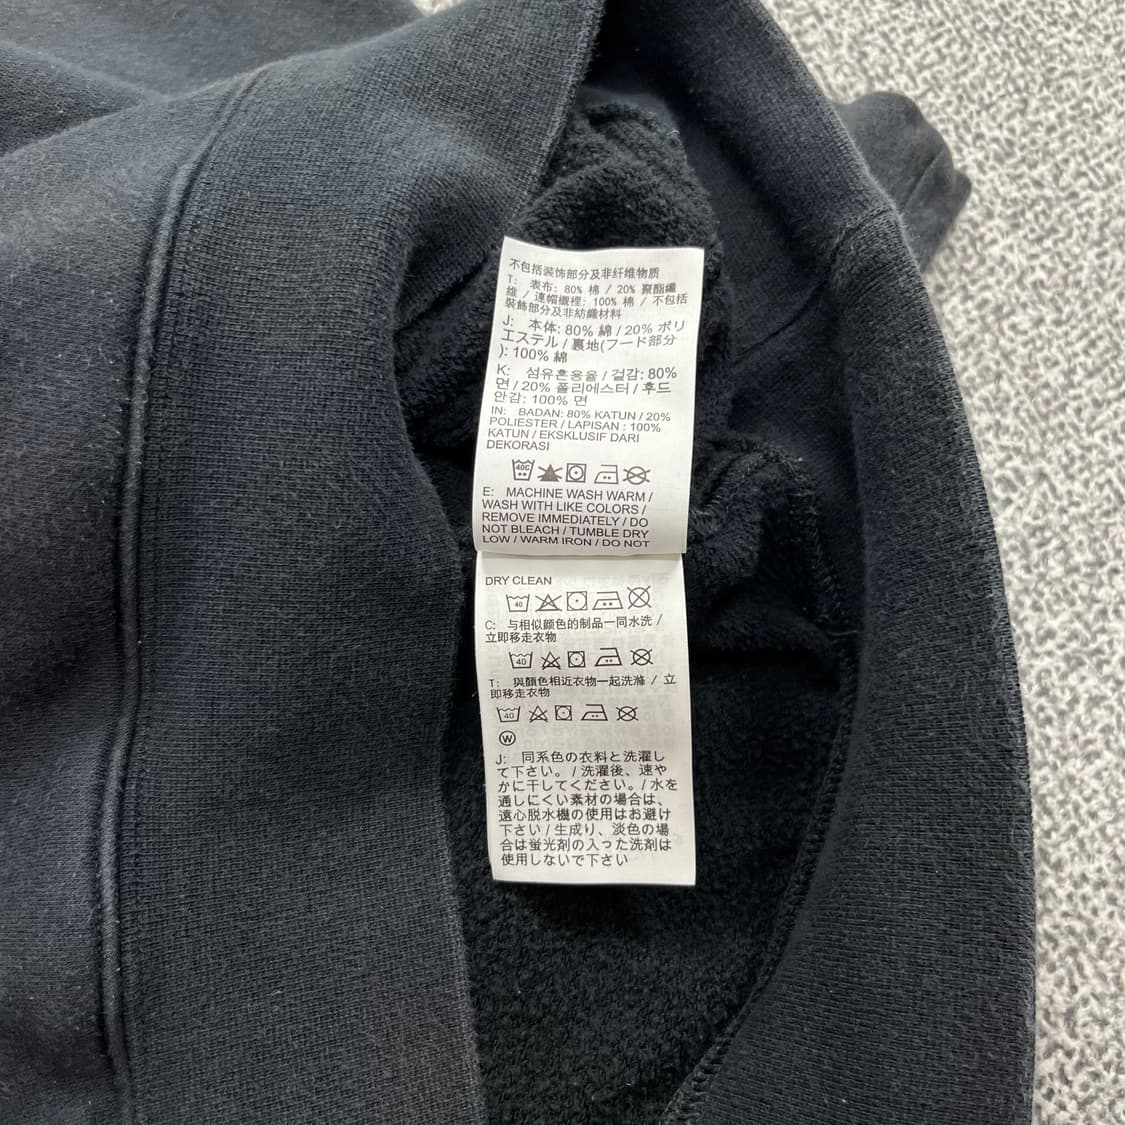 不包括装饰部分及非纤维物质
T: 表布: 80% 棉 / 20% 聚酯纖
維 / 連帽襯裡: 100% 棉 / 不包括
裝飾部分及非紡織材料
J: 本体: 80% 綿 / 20% ポリ
エステル / 裏地(フード部分
): 100% 綿
K: 섬유혼용율 / 겉감: 80%
면 / 20% 폴리에스터 / 후드
안감: 100% 면
IN: BADAN: 80% KATUN / 20%
POLIESTER / LAPISAN : 100%
KATUN / EKSKLUSIF DARI
DEKORASI
40C
E: MACHINE WASH WARM /
WASH WITH LIKE COLORS /
REMOVE IMMEDIATELY / DO
NOT BLEACH / TUMBLE DRY
LOW / WARM IRON / DO NOT
DRY CLEAN
40
C: 与相似颜色的制品一同水洗 /
立即移走衣物
40
T: 與顏色相近衣物一起洗滌 / 立
即移走衣物
40
W
J: 同系色の衣料と洗濯し
て下さい。/ 洗濯後、速や
かに干してください。/ 水を
通しにくい素材の場合は、
遠心脱水機の使用はお避け
下さい / 生成り、淡色の場
合は蛍光剤の入った洗剤は
使用しないで下さい